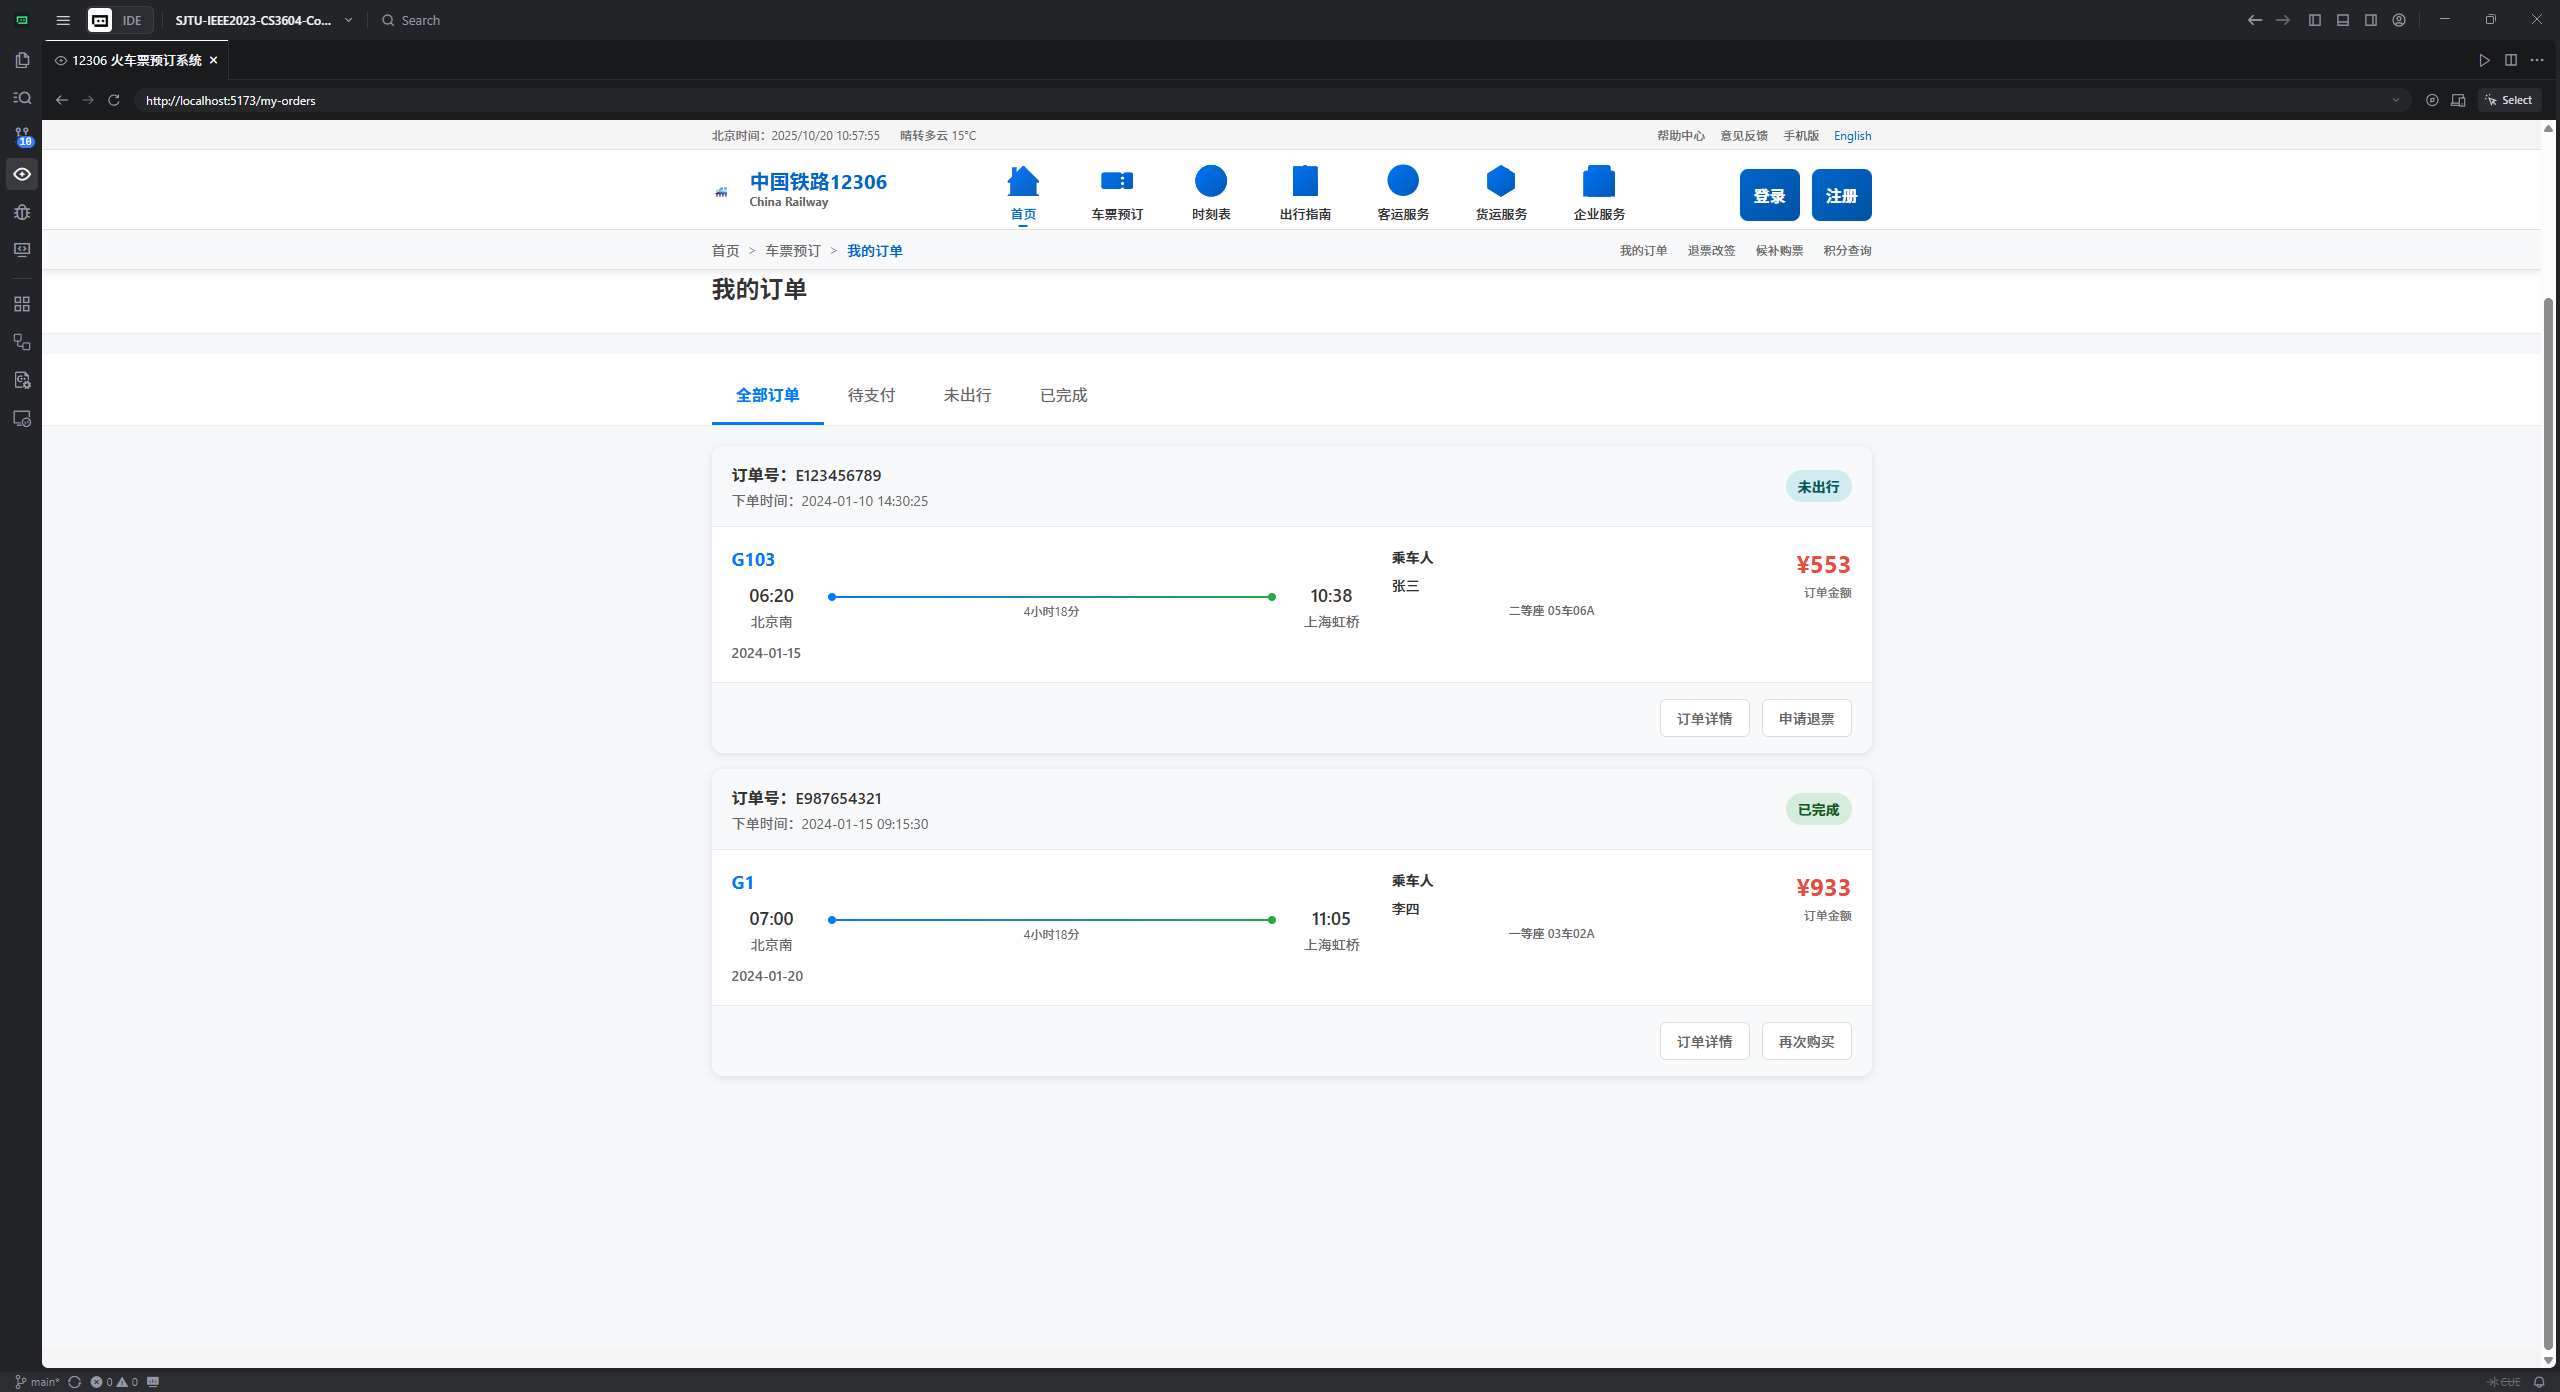 IDE
SJTU-IEEE2023-CS3604-Co...
Search
12306 火车票预订系统
http://localhost:5173/my-orders
Select
10
北京时间：2025/10/20 10:57:55 晴转多云 15°C
帮助中心 意见反馈 手机版 English
中国铁路12306
China Railway
首页 车票预订 时刻表 出行指南 客运服务 货运服务 企业服务
登录 注册
首页 > 车票预订 > 我的订单
我的订单 退票改签 候补购票 积分查询
我的订单
全部订单 待支付 未出行 已完成
订单号：E123456789
下单时间：2024-01-10 14:30:25
未出行
G103
06:20
北京南
4小时18分
10:38
上海虹桥
2024-01-15
乘车人
张三
二等座 05车06A
¥553
订单金额
订单详情 申请退票
订单号：E987654321
下单时间：2024-01-15 09:15:30
已完成
G1
07:00
北京南
4小时18分
11:05
上海虹桥
2024-01-20
乘车人
李四
一等座 03车02A
¥933
订单金额
订单详情 再次购买
main* 0 0
CUE